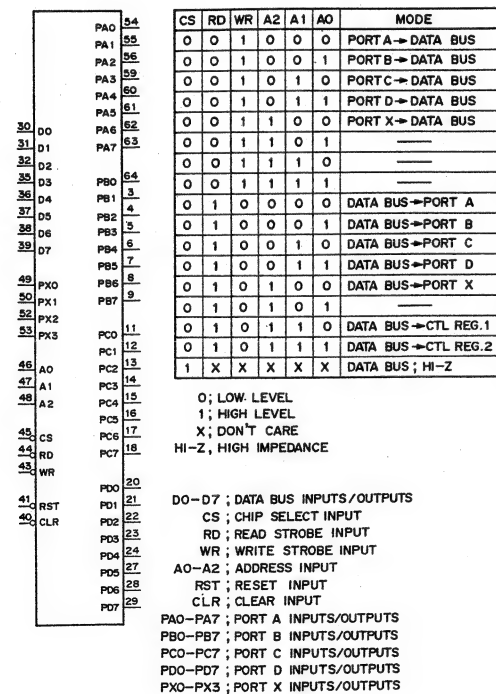 PA0 54
PA1 55
PA2 56
PA3 59
PA4 60
PA5 61
30 D0 PA6 62
31 D1 PA7 63
32 D2
35 D3 PB0 64
36 D4 PB1 3
37 D5 PB2 4
38 D6 PB3 5
39 D7 PB4 6
PB5 7
49 PX0 PB6 8
50 PX1 PB7 9
52 PX2
53 PX3 PC0 11
PC1 12
46 A0 PC2 13
47 A1 PC3 14
48 A2 PC4 15
PC5 16
45 CS PC6 17
44 RD PC7 18
43 WR
PD0 20
41 RST PD1 21
40 CLR PD2 22
PD3 23
PD4 24
PD5 27
PD6 28
PD7 29
CS RD WR A2 A1 A0 MODE
0 0 1 0 0 0 PORT A→ DATA BUS
0 0 1 0 0 1 PORT B→ DATA BUS
0 0 1 0 1 0 PORT C→ DATA BUS
0 0 1 0 1 1 PORT D→ DATA BUS
0 0 1 1 0 0 PORT X→ DATA BUS
0 0 1 1 0 1 ——
0 0 1 1 1 0 ——
0 0 1 1 1 1 ——
0 1 0 0 0 0 DATA BUS→PORT A
0 1 0 0 0 1 DATA BUS→PORT B
0 1 0 0 1 0 DATA BUS→PORT C
0 1 0 0 1 1 DATA BUS→PORT D
0 1 0 1 0 0 DATA BUS→PORT X
0 1 0 1 0 1 ——
0 1 0 1 1 0 DATA BUS→CTL REG.1
0 1 0 1 1 1 DATA BUS→CTL REG.2
1 X X X X X DATA BUS ; HI-Z
0; LOW LEVEL
1; HIGH LEVEL
X; DON'T CARE
HI-Z, HIGH IMPEDANCE
D0-D7 ; DATA BUS INPUTS/OUTPUTS
CS ; CHIP SELECT INPUT
RD ; READ STROBE INPUT
WR ; WRITE STROBE INPUT
A0-A2 ; ADDRESS INPUT
RST ; RESET INPUT
CLR ; CLEAR INPUT
PA0-PA7 ; PORT A INPUTS/OUTPUTS
PB0-PB7 ; PORT B INPUTS/OUTPUTS
PC0-PC7 ; PORT C INPUTS/OUTPUTS
PD0-PD7 ; PORT D INPUTS/OUTPUTS
PX0-PX3 ; PORT X INPUTS/OUTPUTS